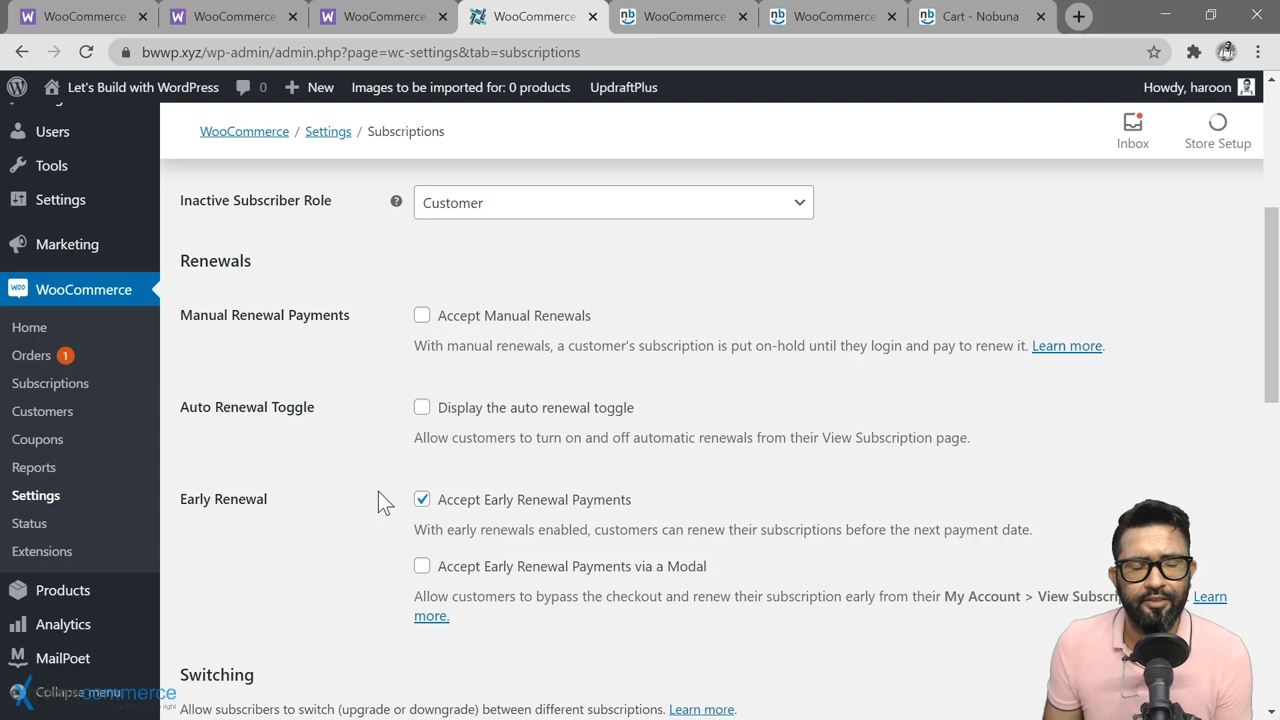 WooCommerce
WooCommerce
WooCommerce
WooCommerce
WooCommerce
WooCommerce
Cart - Nobuna
bwwp.xyz/wp-admin/admin.php?page=wc-settings&tab=subscriptions
Let's Build with WordPress
0
New
Images to be imported for: 0 products
UpdraftPlus
Howdy, haroon
Users
Tools
Settings
Marketing
WooCommerce
Home
Orders 1
Subscriptions
Customers
Coupons
Reports
Settings
Status
Extensions
Products
Analytics
MailPoet
Collapse menu
commerce
WooCommerce / Settings / Subscriptions
Inbox
Store Setup
Inactive Subscriber Role
Customer
Renewals
Manual Renewal Payments
Accept Manual Renewals
With manual renewals, a customer's subscription is put on-hold until they login and pay to renew it. Learn more.
Auto Renewal Toggle
Display the auto renewal toggle
Allow customers to turn on and off automatic renewals from their View Subscription page.
Early Renewal
Accept Early Renewal Payments
With early renewals enabled, customers can renew their subscriptions before the next payment date.
Accept Early Renewal Payments via a Modal
Allow customers to bypass the checkout and renew their subscription early from their My Account > View Subscr Learn
more.
Switching
Allow subscribers to switch (upgrade or downgrade) between different subscriptions. Learn more.